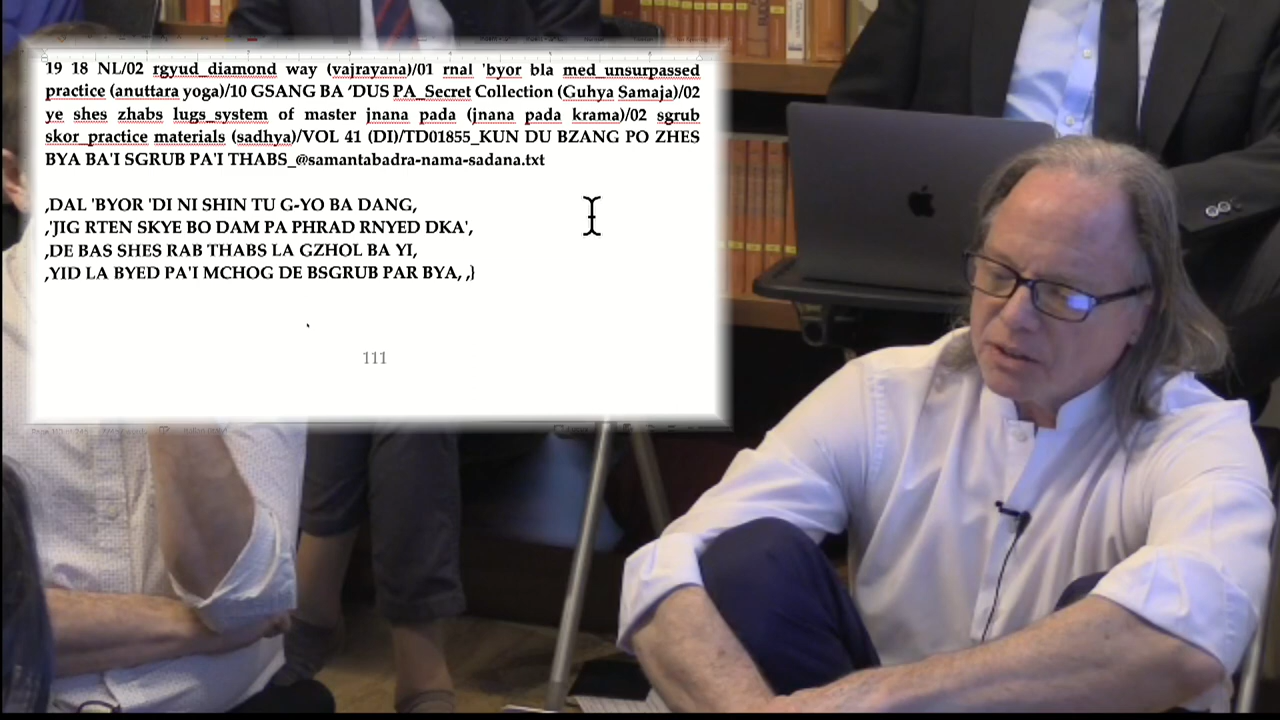 19 18 NL/02 rgyud_diamond way (vajrayana)/01 rnal 'byor bla med_unsurpassed
practice (anuttara yoga)/10 GSANG BA 'DUS PA_Secret Collection (Guhya Samaja)/02
ye shes zhabs lugs_system of master jnana pada (jnana pada krama)/02 sgrub
skor_practice materials (sadhya)/VOL 41 (DI)/TD01855_KUN DU BZANG PO ZHES
BYA BA'I SGRUB PA'I THABS_@samantabadra-nama-sadana.txt
,DAL 'BYOR 'DI NI SHIN TU G-YO BA DANG,
,'JIG RTEN SKYE BO DAM PA PHRAD RNYED DKA',
,DE BAS SHES RAB THABS LA GZHOL BA YI,
,YID LA BYED PA'I MCHOG DE BSGRUB PAR BYA, ,}
111